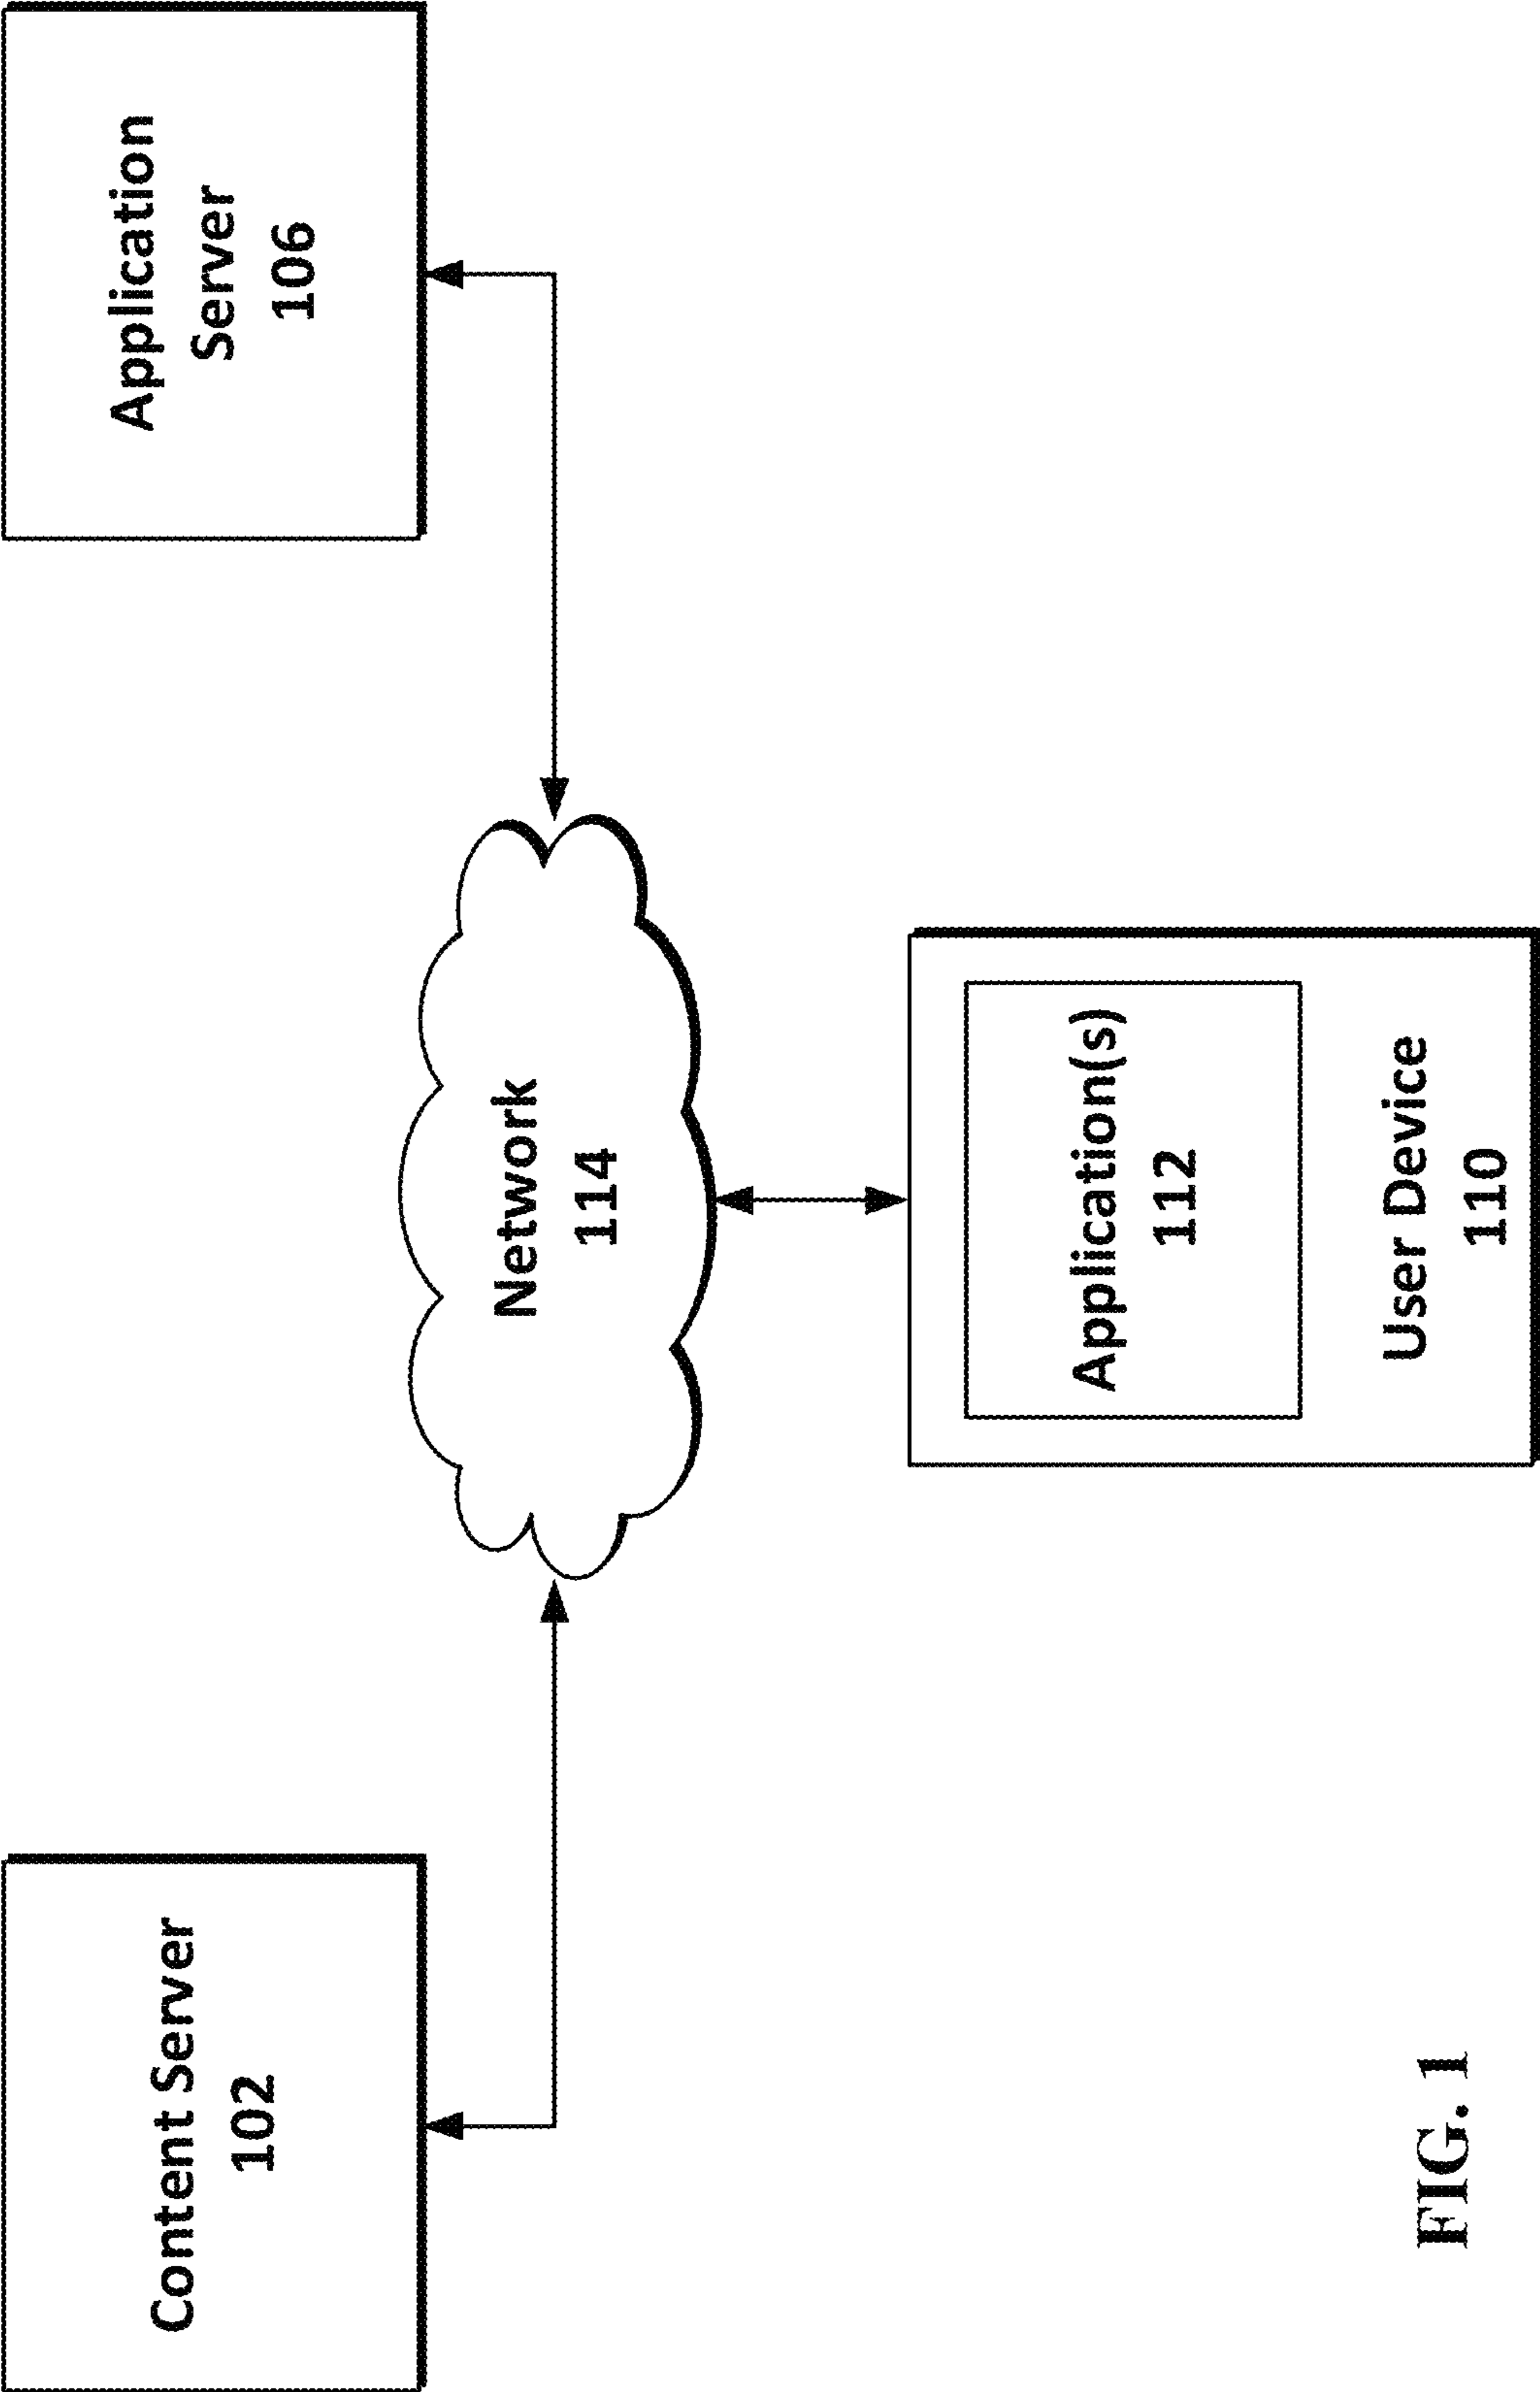 Content Server
102
Application
Server
106
Network
114
Application(s)
112
User Device
110
FIG. 1